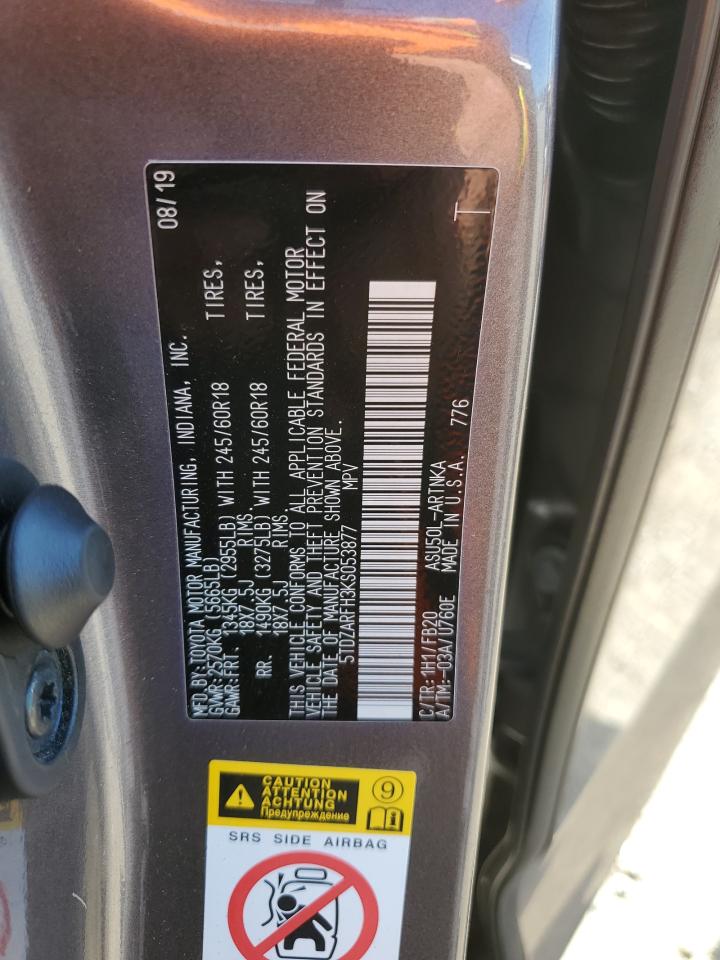 MFD.BY:TOYOTA MOTOR MANUFACTURING, INDIANA, INC. 08/19
GVWR:2570KG (5665LB)
GAWR:FRT. 1345KG (2955LB) WITH 245/60R18 TIRES,
18X7.5J RIMS.
RR. 1490KG (3275LB) WITH 245/60R18 TIRES,
18X7.5J RIMS.
THIS VEHICLE CONFORMS TO ALL APPLICABLE FEDERAL MOTOR
VEHICLE SAFETY AND THEFT PREVENTION STANDARDS IN EFFECT ON
THE DATE OF MANUFACTURE SHOWN ABOVE.
5TDZARFH3KS053877 MPV
C/TR:1H1/FB20 ASU50L-ARTNKA
A/TM:-03A/U760E MADE IN U.S.A. 776
T
CAUTION
ATTENTION
ACHTUNG
Предупреждение
9
SRS SIDE AIRBAG